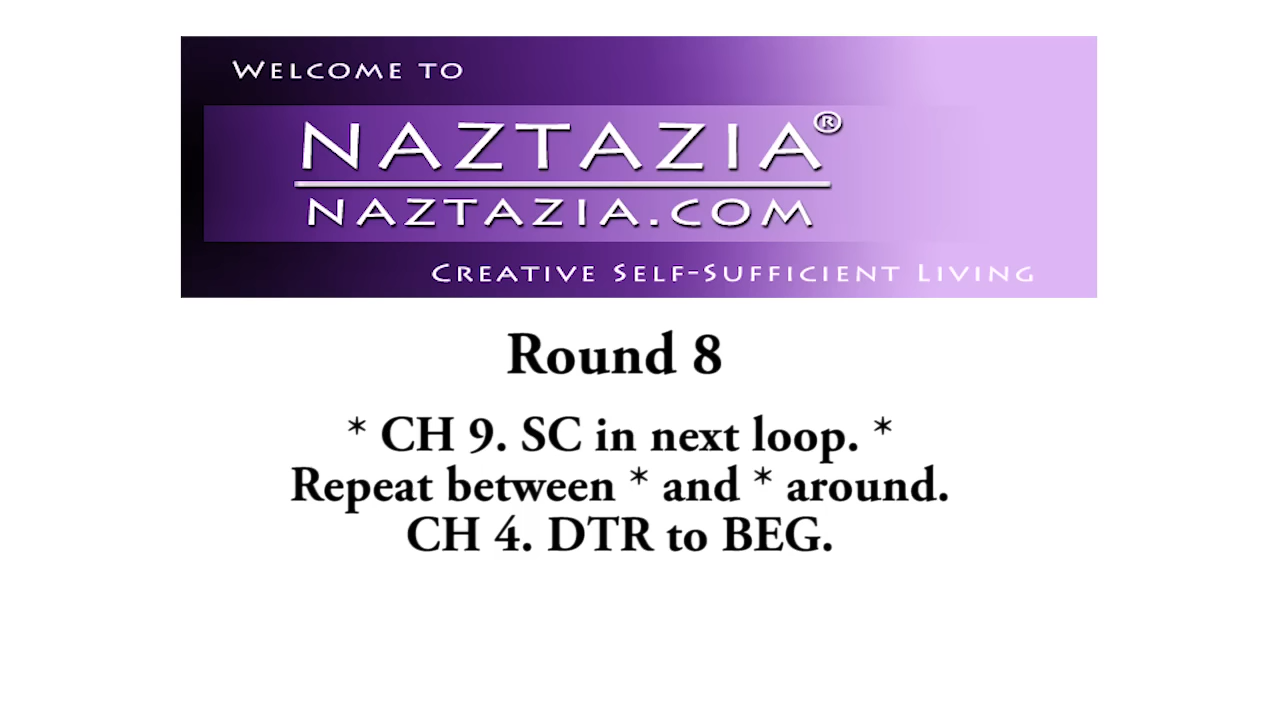 Welcome to
NAZTAZIA®
NAZTAZIA.COM
Creative Self-Sufficient Living
Round 8
* CH 9. SC in next loop. *
Repeat between * and * around.
CH 4. DTR to BEG.